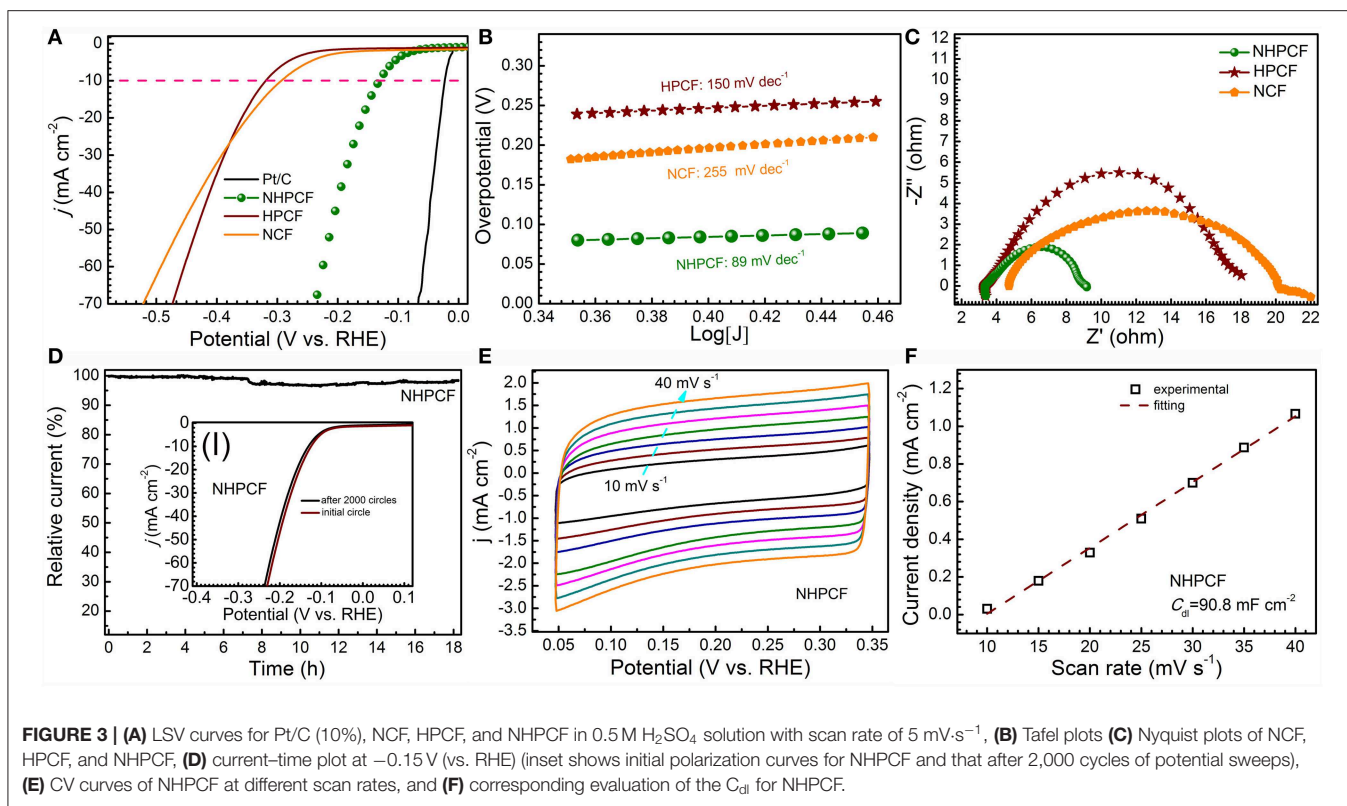 A
0
-10
-20
-30
-40
-50
-60
-70
j (mA cm⁻²)
Pt/C
NHPCF
HPCF
NCF
-0.5 -0.4 -0.3 -0.2 -0.1 0.0
Potential (V vs. RHE)
B
0.30
0.25
0.20
0.15
0.10
0.05
0.00
Overpotential (V)
HPCF: 150 mV dec⁻¹
NCF: 255 mV dec⁻¹
NHPCF: 89 mV dec⁻¹
0.34 0.36 0.38 0.40 0.42 0.44 0.46
Log[J]
C
12
11
10
9
8
7
6
5
4
3
2
1
0
-Z'' (ohm)
NHPCF
HPCF
NCF
2 4 6 8 10 12 14 16 18 20 22
Z' (ohm)
D
100
90
80
70
60
50
40
30
20
Relative current (%)
NHPCF
(I)
0
-10
-20
-30
-40
-50
-60
-70
j (mA cm⁻²)
NHPCF
after 2000 circles
initial circle
-0.4 -0.3 -0.2 -0.1 0.0 0.1
Potential (V vs. RHE)
0 2 4 6 8 10 12 14 16 18
Time (h)
E
2.0
1.5
1.0
0.5
0.0
-0.5
-1.0
-1.5
-2.0
-2.5
-3.0
-3.5
j (mA cm⁻²)
40 mV s⁻¹
10 mV s⁻¹
NHPCF
0.05 0.10 0.15 0.20 0.25 0.30 0.35
Potential (V vs. RHE)
F
1.2
0.8
0.4
0.0
Current density (mA cm⁻²)
experimental
fitting
NHPCF
Cdl=90.8 mF cm⁻²
10 15 20 25 30 35 40
Scan rate (mV s⁻¹)
FIGURE 3 | (A) LSV curves for Pt/C (10%), NCF, HPCF, and NHPCF in 0.5 M H₂SO₄ solution with scan rate of 5 mV·s⁻¹, (B) Tafel plots (C) Nyquist plots of NCF,
HPCF, and NHPCF, (D) current–time plot at −0.15 V (vs. RHE) (inset shows initial polarization curves for NHPCF and that after 2,000 cycles of potential sweeps),
(E) CV curves of NHPCF at different scan rates, and (F) corresponding evaluation of the Cdl for NHPCF.